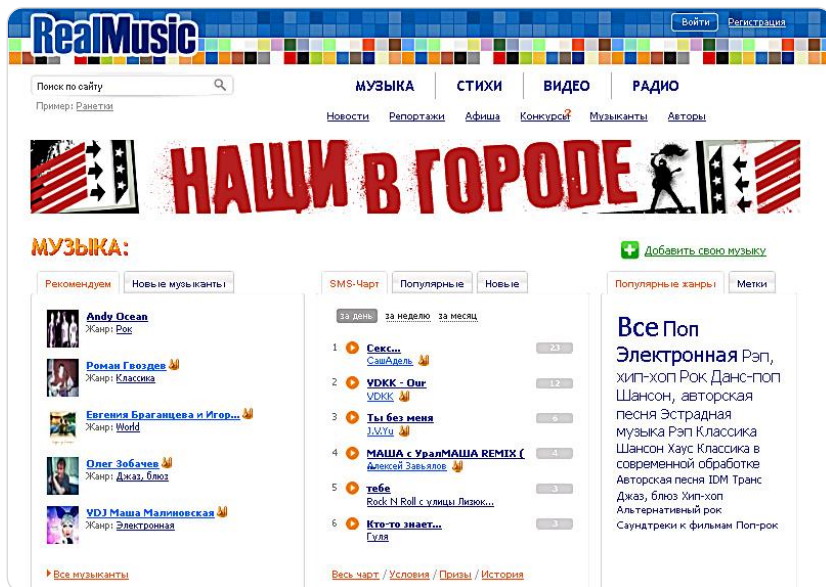 RealMusic
Войти Регистрация
Поиск по сайту
МУЗЫКА СТИХИ ВИДЕО РАДИО
Пример: Ранетки
Новости Репортажи Афиша Конкурсы? Музыканты Авторы
НАШИ В ГОРОДЕ
МУЗЫКА:
Добавить свою музыку
Рекомендуем Новые музыканты
Andy Ocean
Жанр: Рок
Роман Гвоздев
Жанр: Классика
Евгения Браганцева и Игор...
Жанр: World
Олег Зобачев
Жанр: Джаз, блюз
VDJ Маша Малиновская
Жанр: Электронная
Все музыканты
SMS-Чарт Популярные Новые
за день за неделю за месяц
1 Секс... 23
СашАдель
2 VDKK - Our 12
VDKK
3 Ты без меня 6
J.V.Yu
4 МАША с УралМАША REMIX ( 4
Алексей Завьялов
5 тебе 3
Rock N Roll с улицы Лизюк...
6 Кто-то знает... 3
Гуля
Весь чарт / Условия / Призы / История
Популярные жанры Метки
Все Поп
Электронная Рэп,
хип-хоп Рок Данс-поп
Шансон, авторская
песня Эстрадная
музыка Рэп Классика
Шансон Хаус Классика в
современной обработке
Авторская песня IDM Транс
Джаз, блюз Хип-хоп
Альтернативный рок
Саундтреки к фильмам Поп-рок